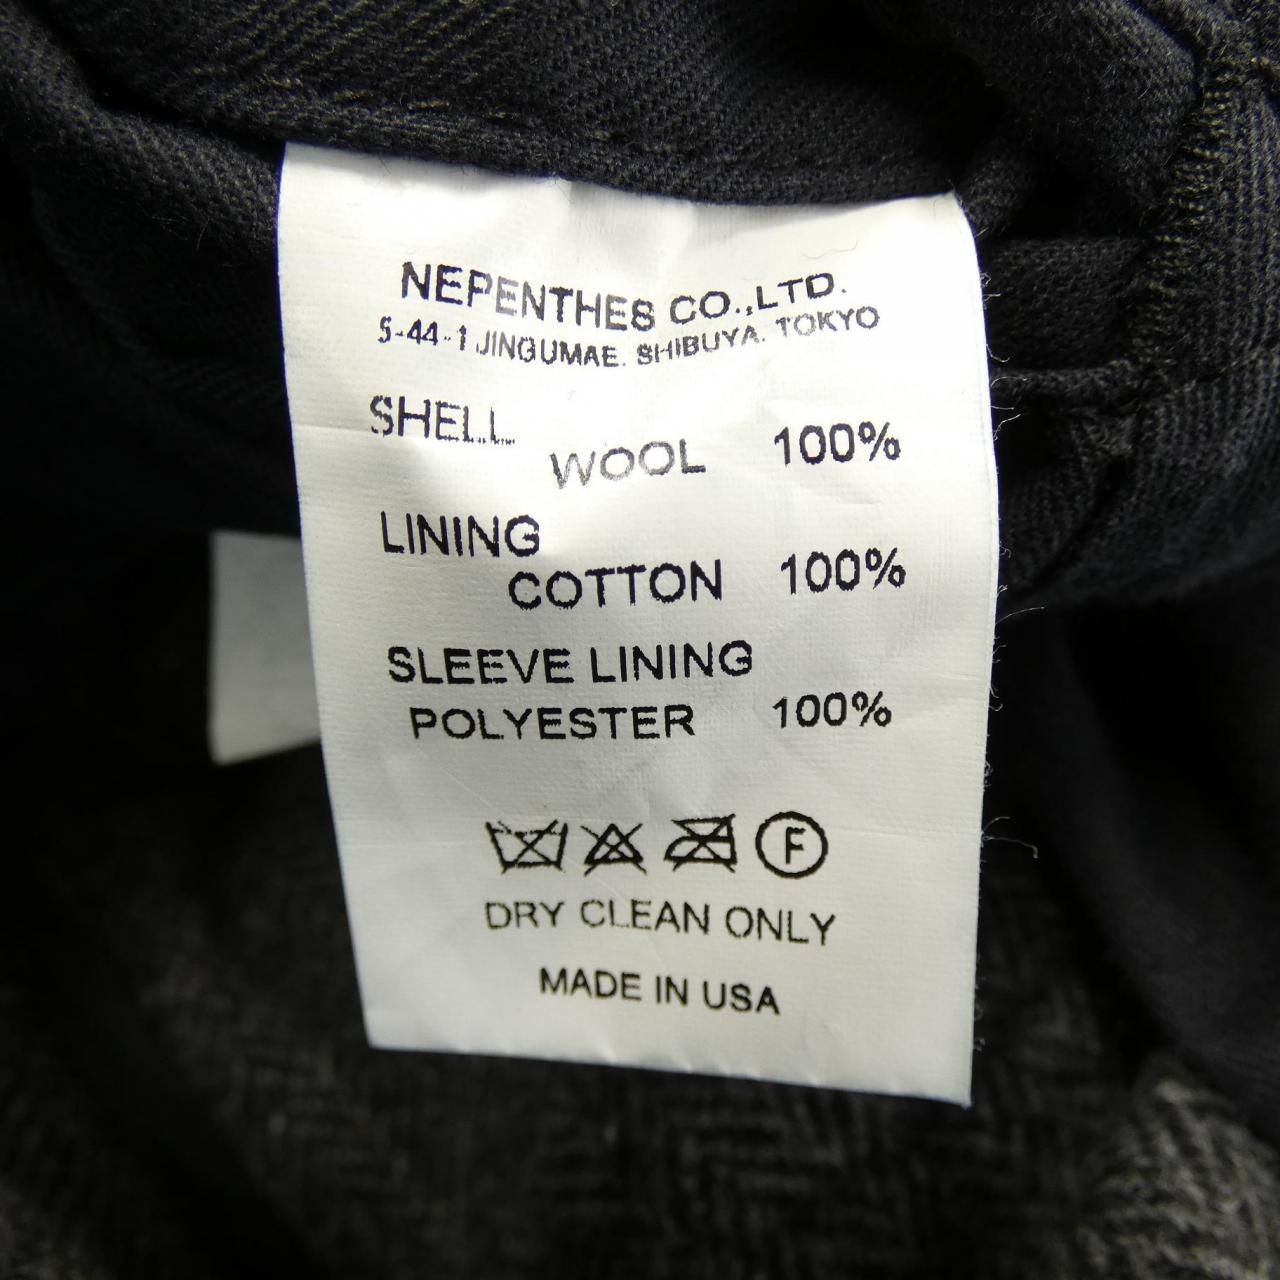 NEPENTHES CO.,LTD.
5-44-1 JINGUMAE. SHIBUYA. TOKYO
SHELL
WOOL 100%
LINING
COTTON 100%
SLEEVE LINING
POLYESTER 100%
F
DRY CLEAN ONLY
MADE IN USA